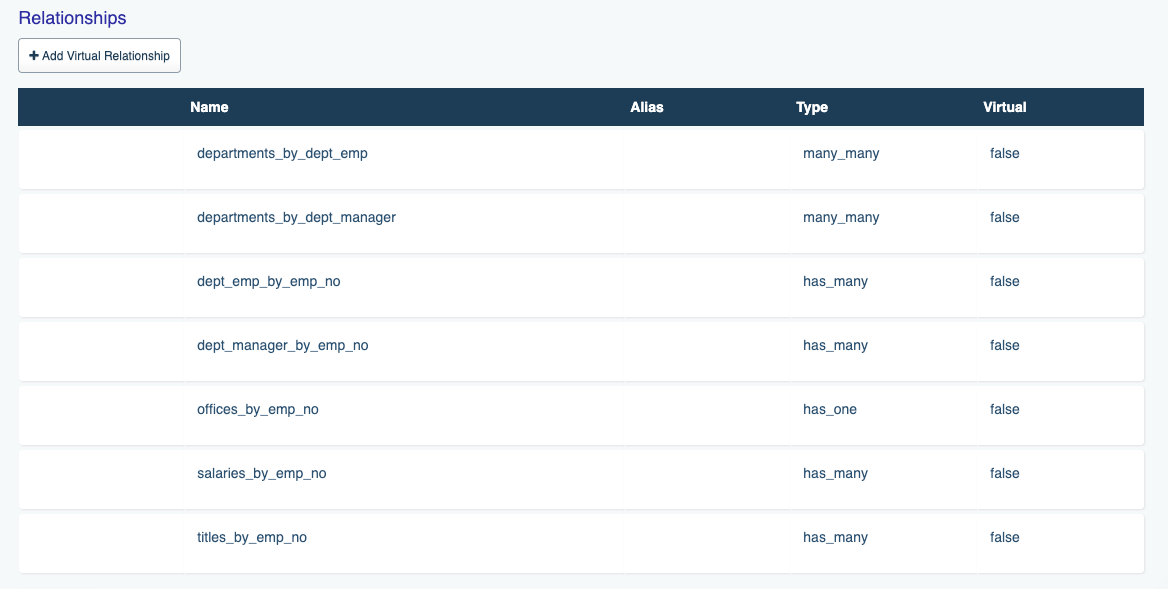 Relationships
+ Add Virtual Relationship
Name Alias Type Virtual
departments_by_dept_emp many_many false
departments_by_dept_manager many_many false
dept_emp_by_emp_no has_many false
dept_manager_by_emp_no has_many false
offices_by_emp_no has_one false
salaries_by_emp_no has_many false
titles_by_emp_no has_many false